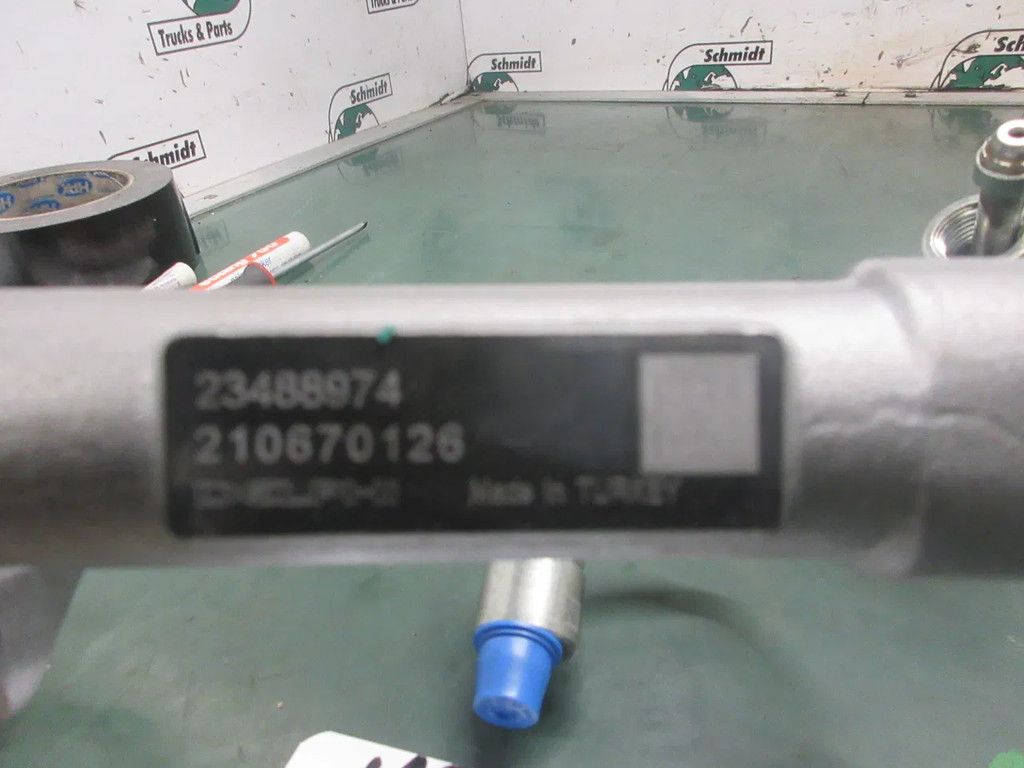 Trucks & Parts
Schmidt
Schmidt
Schmidt
Schmidt
23488974
210670126
DELPHI
Made in TURKEY